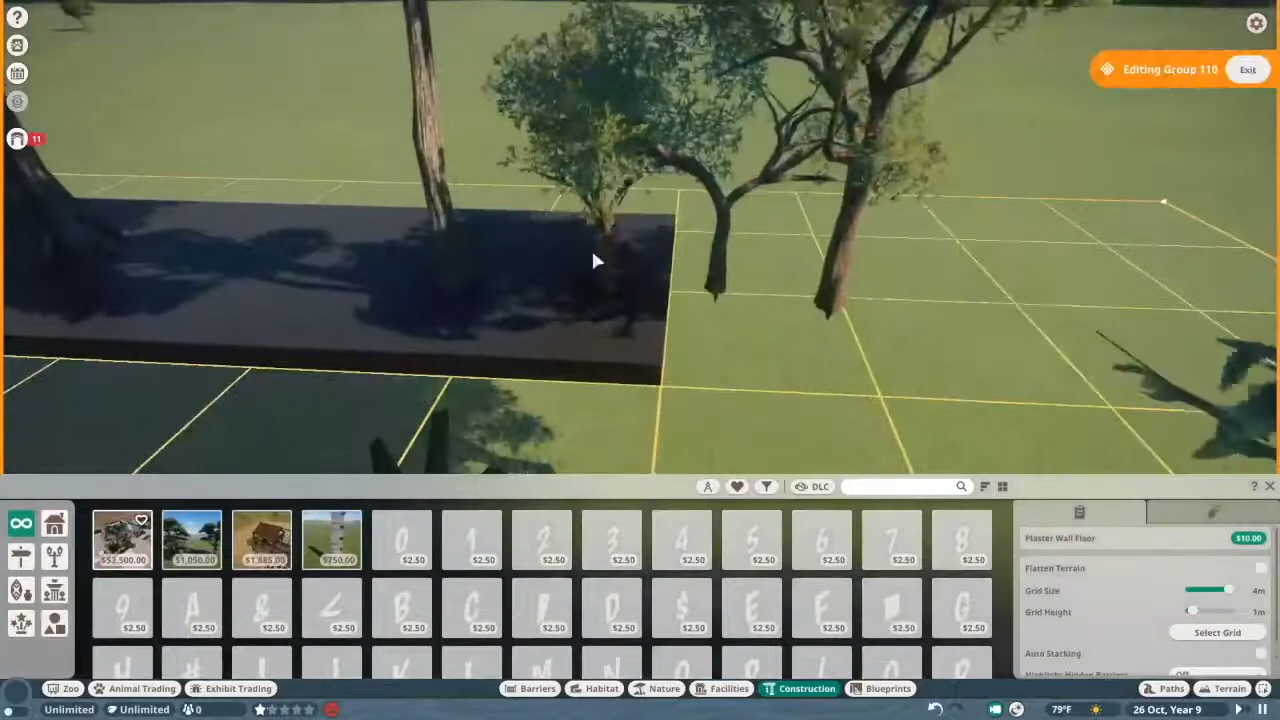 ?
Editing Group 110 Exit
11
DLC
?
$53,500.00 $1,050.00 $1,885.00 $750.00 0 $2.50 1 $2.50 2 $2.50 3 $2.50 4 $2.50 5 $2.50 6 $2.50 7 $2.50 8 $2.50
9 $2.50 A $2.50 & $2.50 $2.50 B $2.50 C $2.50 $2.50 D $2.50 $ $2.50 E $2.50 F $2.50 $2.50 G $2.50
Plaster Wall Floor $10.00
Flatten Terrain
Grid Size 4m
Grid Height 1m
Select Grid
Auto Stacking
Highlight Hidden Barriers Off
Zoo Animal Trading Exhibit Trading Barriers Habitat Nature Facilities Construction Blueprints Paths Terrain
Unlimited Unlimited 0 79°F 26 Oct, Year 9